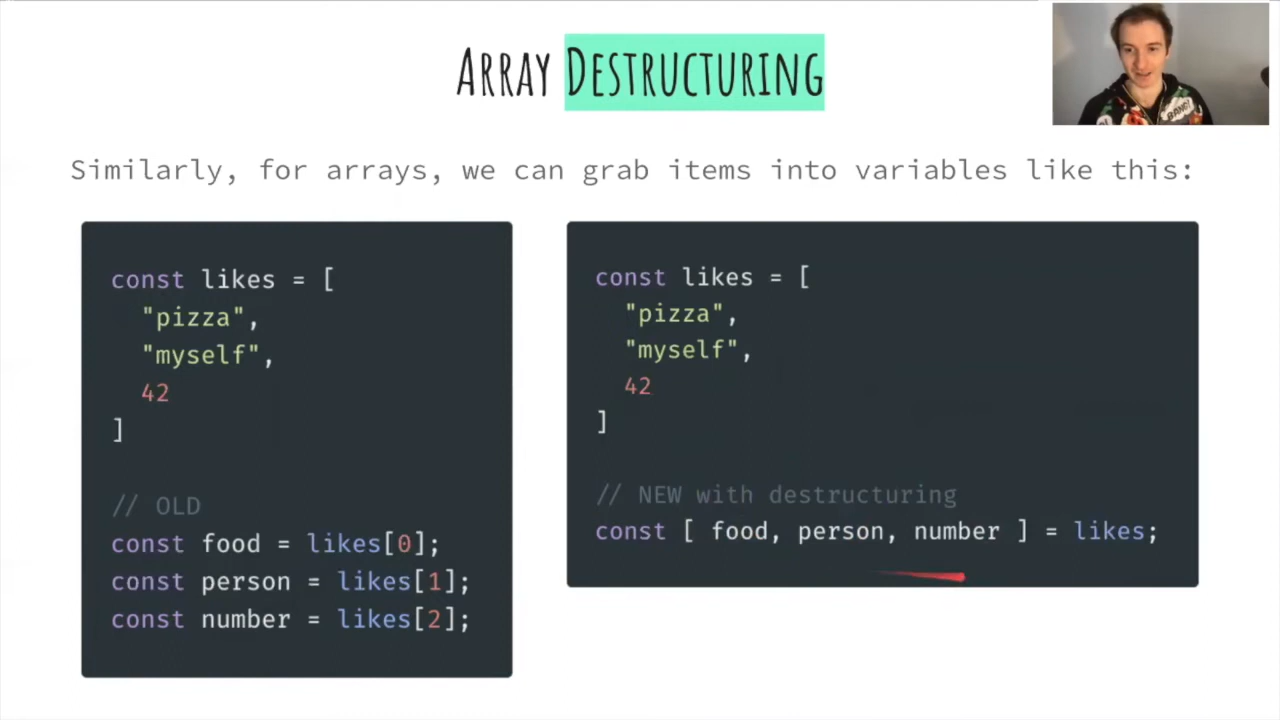 Array Destructuring
Similarly, for arrays, we can grab items into variables like this:
const likes = [
"pizza",
"myself",
42
]
// OLD
const food = likes[0];
const person = likes[1];
const number = likes[2];
const likes = [
"pizza",
"myself",
42
]
// NEW with destructuring
const [ food, person, number ] = likes;
BANG!